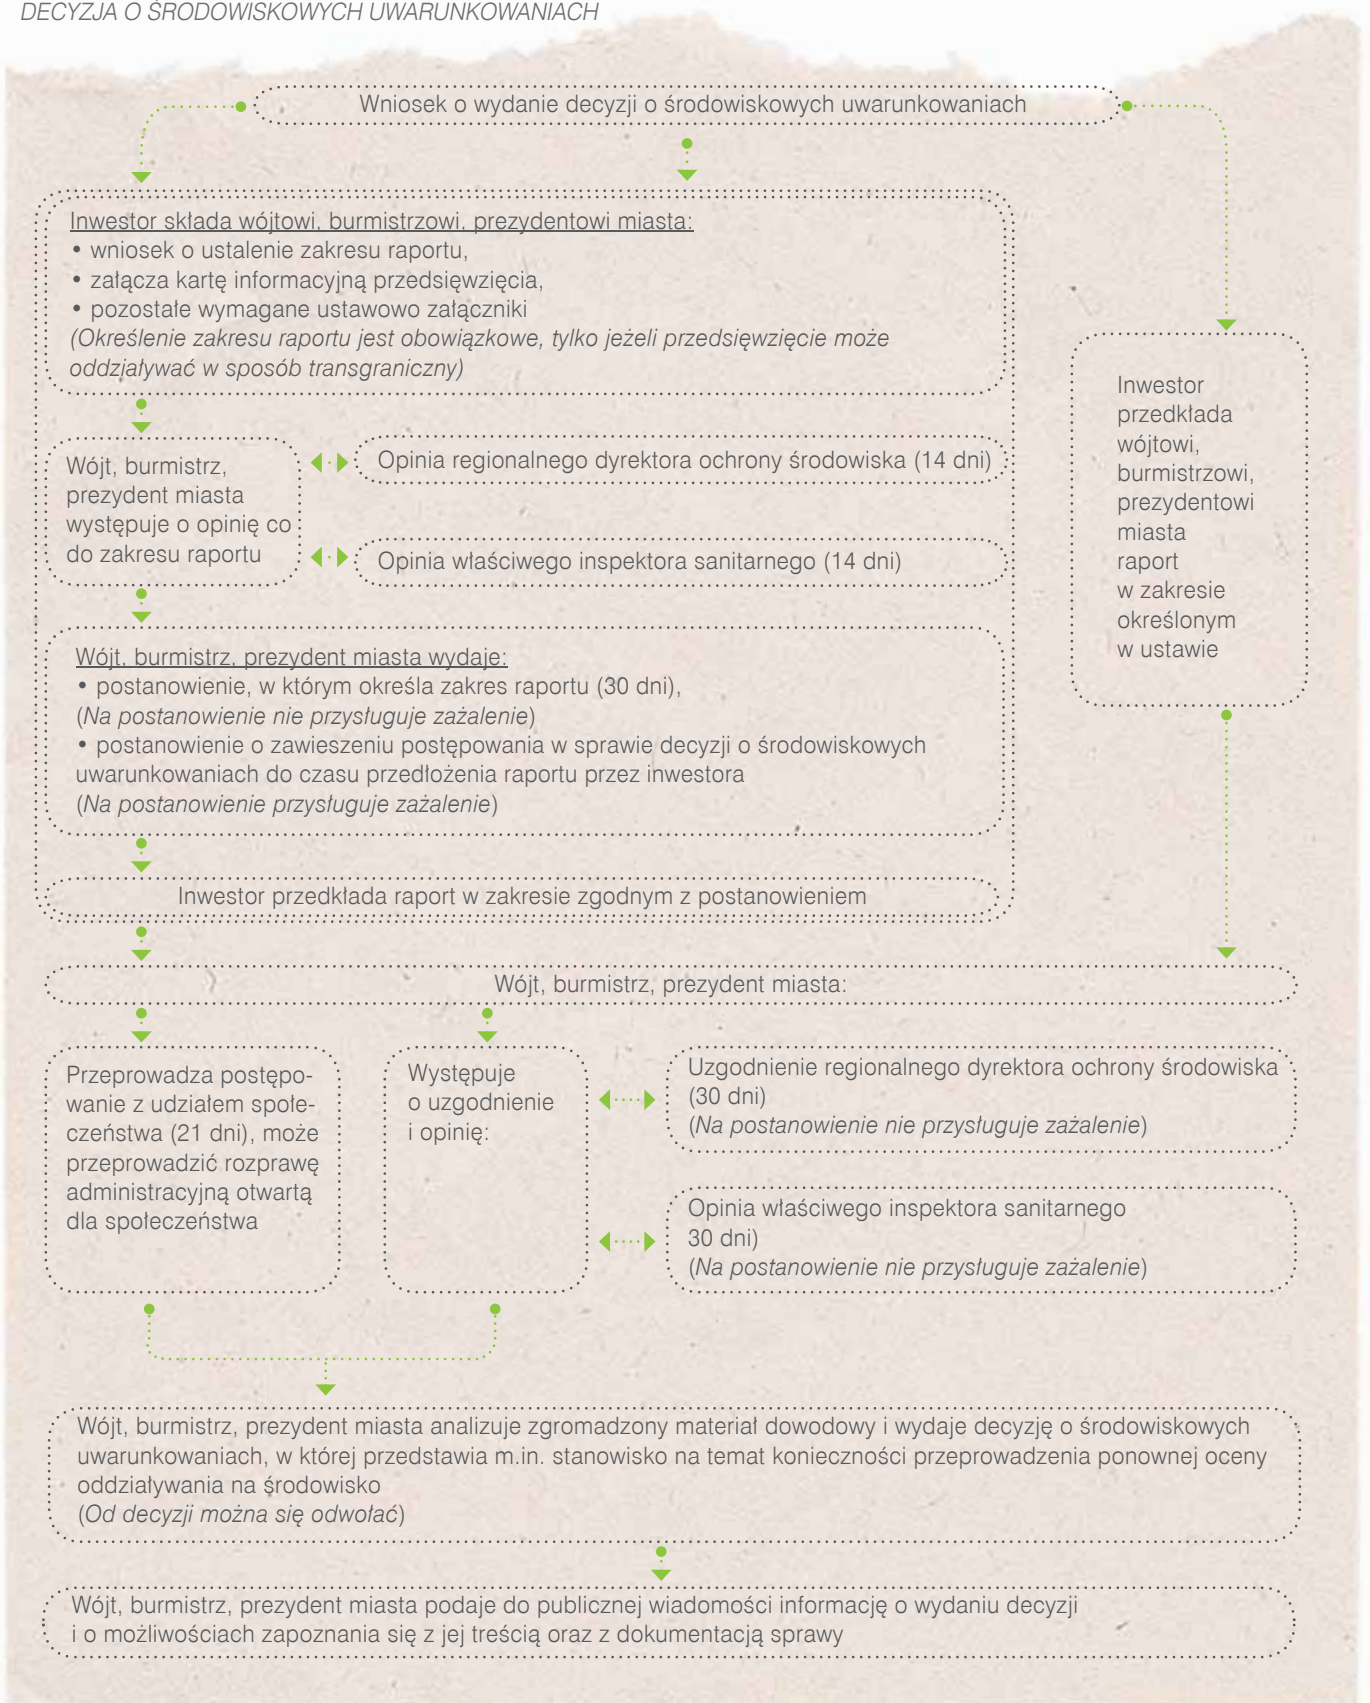 DECYZJA O ŚRODOWISKOWYCH UWARUNKOWANIACH
Wniosek o wydanie decyzji o środowiskowych uwarunkowaniach
Inwestor składa wójtowi, burmistrzowi, prezydentowi miasta:
• wniosek o ustalenie zakresu raportu,
• załącza kartę informacyjną przedsięwzięcia,
• pozostałe wymagane ustawowo załączniki
(Określenie zakresu raportu jest obowiązkowe, tylko jeżeli przedsięwzięcie może
oddziaływać w sposób transgraniczny)
Wójt, burmistrz,
prezydent miasta
występuje o opinię co
do zakresu raportu
Opinia regionalnego dyrektora ochrony środowiska (14 dni)
Opinia właściwego inspektora sanitarnego (14 dni)
Wójt, burmistrz, prezydent miasta wydaje:
• postanowienie, w którym określa zakres raportu (30 dni),
(Na postanowienie nie przysługuje zażalenie)
• postanowienie o zawieszeniu postępowania w sprawie decyzji o środowiskowych
uwarunkowaniach do czasu przedłożenia raportu przez inwestora
(Na postanowienie przysługuje zażalenie)
Inwestor przedkłada raport w zakresie zgodnym z postanowieniem
Inwestor
przedkłada
wójtowi,
burmistrzowi,
prezydentowi
miasta
raport
w zakresie
określonym
w ustawie
Wójt, burmistrz, prezydent miasta:
Przeprowadza postępo-
wanie z udziałem społe-
czeństwa (21 dni), może
przeprowadzić rozprawę
administracyjną otwartą
dla społeczeństwa
Występuje
o uzgodnienie
i opinię:
Uzgodnienie regionalnego dyrektora ochrony środowiska
(30 dni)
(Na postanowienie nie przysługuje zażalenie)
Opinia właściwego inspektora sanitarnego
30 dni)
(Na postanowienie nie przysługuje zażalenie)
Wójt, burmistrz, prezydent miasta analizuje zgromadzony materiał dowodowy i wydaje decyzję o środowiskowych
uwarunkowaniach, w której przedstawia m.in. stanowisko na temat konieczności przeprowadzenia ponownej oceny
oddziaływania na środowisko
(Od decyzji można się odwołać)
Wójt, burmistrz, prezydent miasta podaje do publicznej wiadomości informację o wydaniu decyzji
i o możliwościach zapoznania się z jej treścią oraz z dokumentacją sprawy